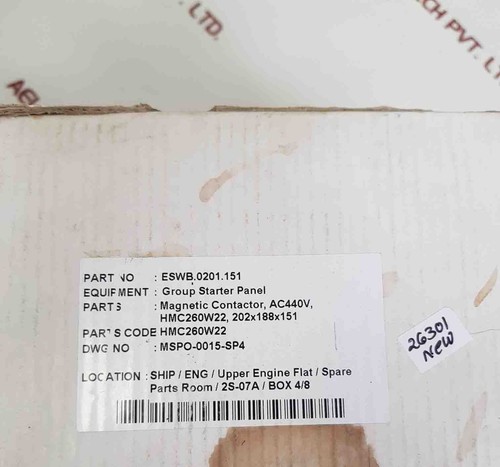 LTD.
TECH PVT. LT
PART NO : ESWB.0201.151
EQUIPMENT : Group Starter Panel
PARTS : Magnetic Contactor, AC440V,
HMC260W22, 202x188x151
PARTS CODE HMC260W22
DWG NO : MSPO-0015-SP4
LOCATION : SHIP / ENG / Upper Engine Flat / Spare
Parts Room / 2S-07A / BOX 4/8
26301
New